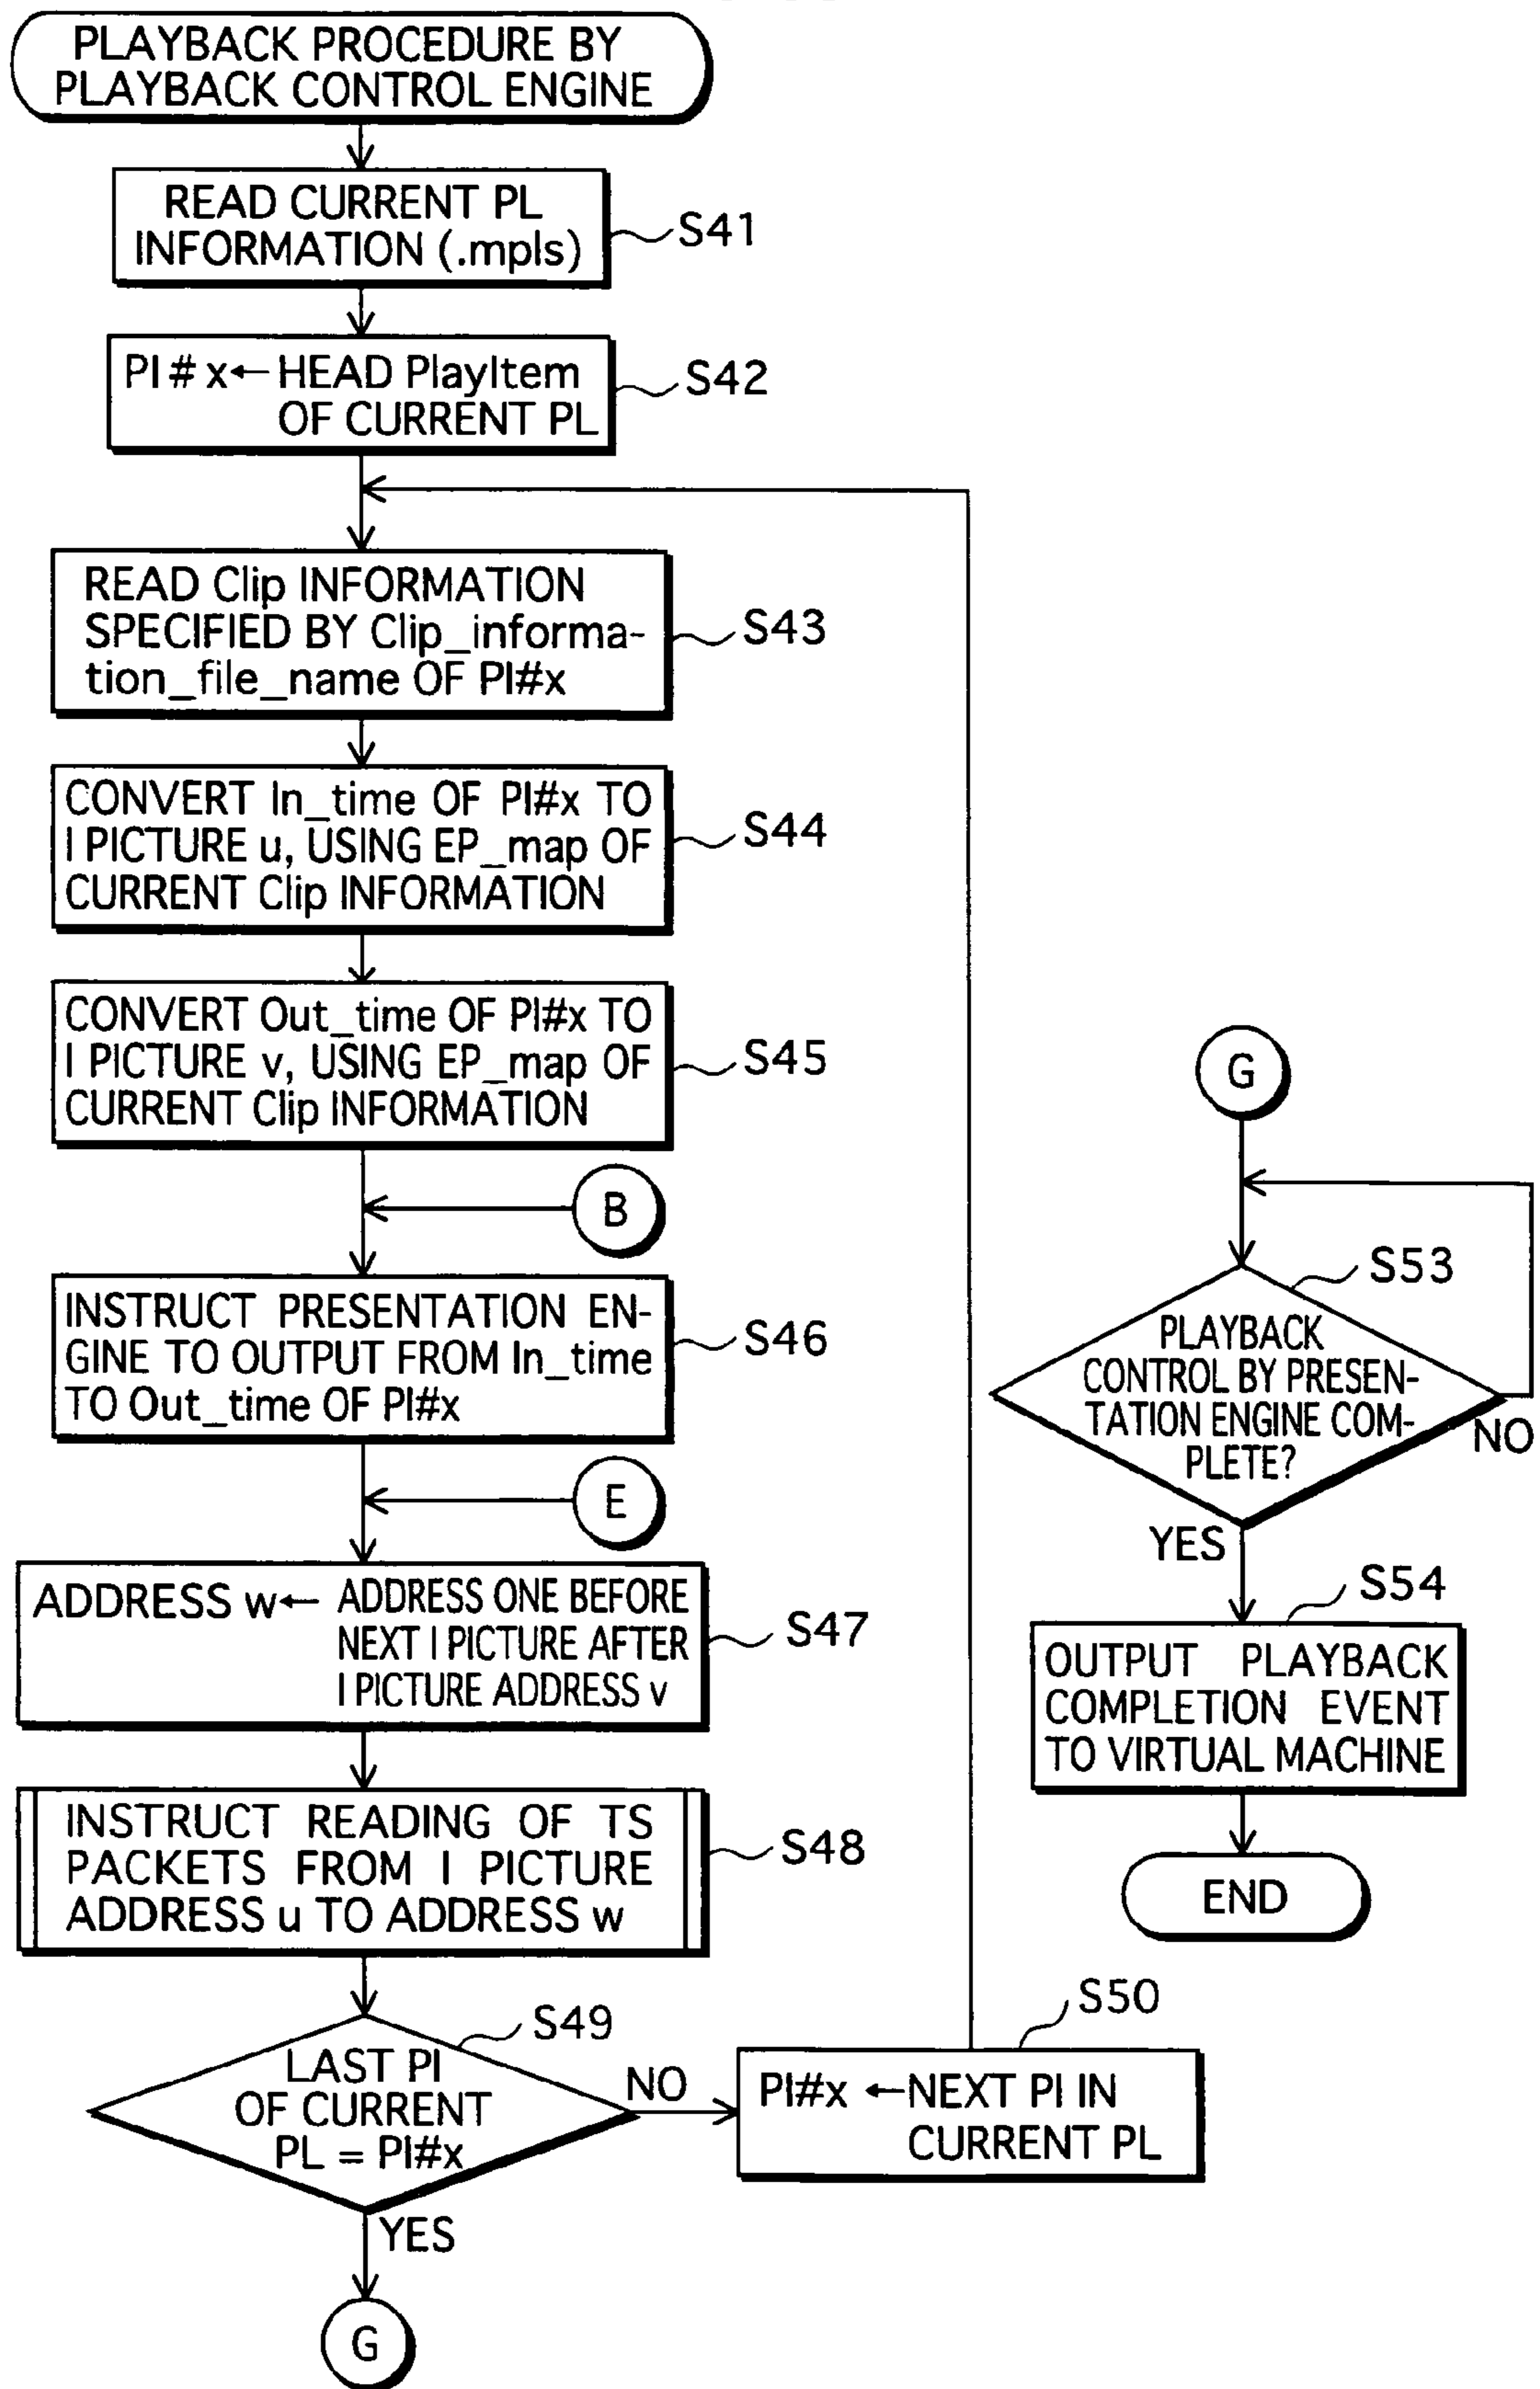 PLAYBACK PROCEDURE BY
PLAYBACK CONTROL ENGINE
READ CURRENT PL
INFORMATION (.mpls)
S41
PI # x← HEAD PlayItem
OF CURRENT PL
S42
READ Clip INFORMATION
SPECIFIED BY Clip_informa-
tion_file_name OF PI#x
S43
CONVERT In_time OF PI#x TO
I PICTURE u, USING EP_map OF
CURRENT Clip INFORMATION
S44
CONVERT Out_time OF PI#x TO
I PICTURE v, USING EP_map OF
CURRENT Clip INFORMATION
S45
B
INSTRUCT PRESENTATION EN-
GINE TO OUTPUT FROM In_time
TO Out_time OF PI#x
S46
E
ADDRESS w← ADDRESS ONE BEFORE
NEXT I PICTURE AFTER
I PICTURE ADDRESS v
S47
INSTRUCT READING OF TS
PACKETS FROM I PICTURE
ADDRESS u TO ADDRESS w
S48
S49
LAST PI
OF CURRENT
PL = PI#x
NO
YES
G
S50
PI#x ←NEXT PI IN
CURRENT PL
G
S53
PLAYBACK
CONTROL BY PRESEN-
TATION ENGINE COM-
PLETE?
NO
YES
S54
OUTPUT PLAYBACK
COMPLETION EVENT
TO VIRTUAL MACHINE
END